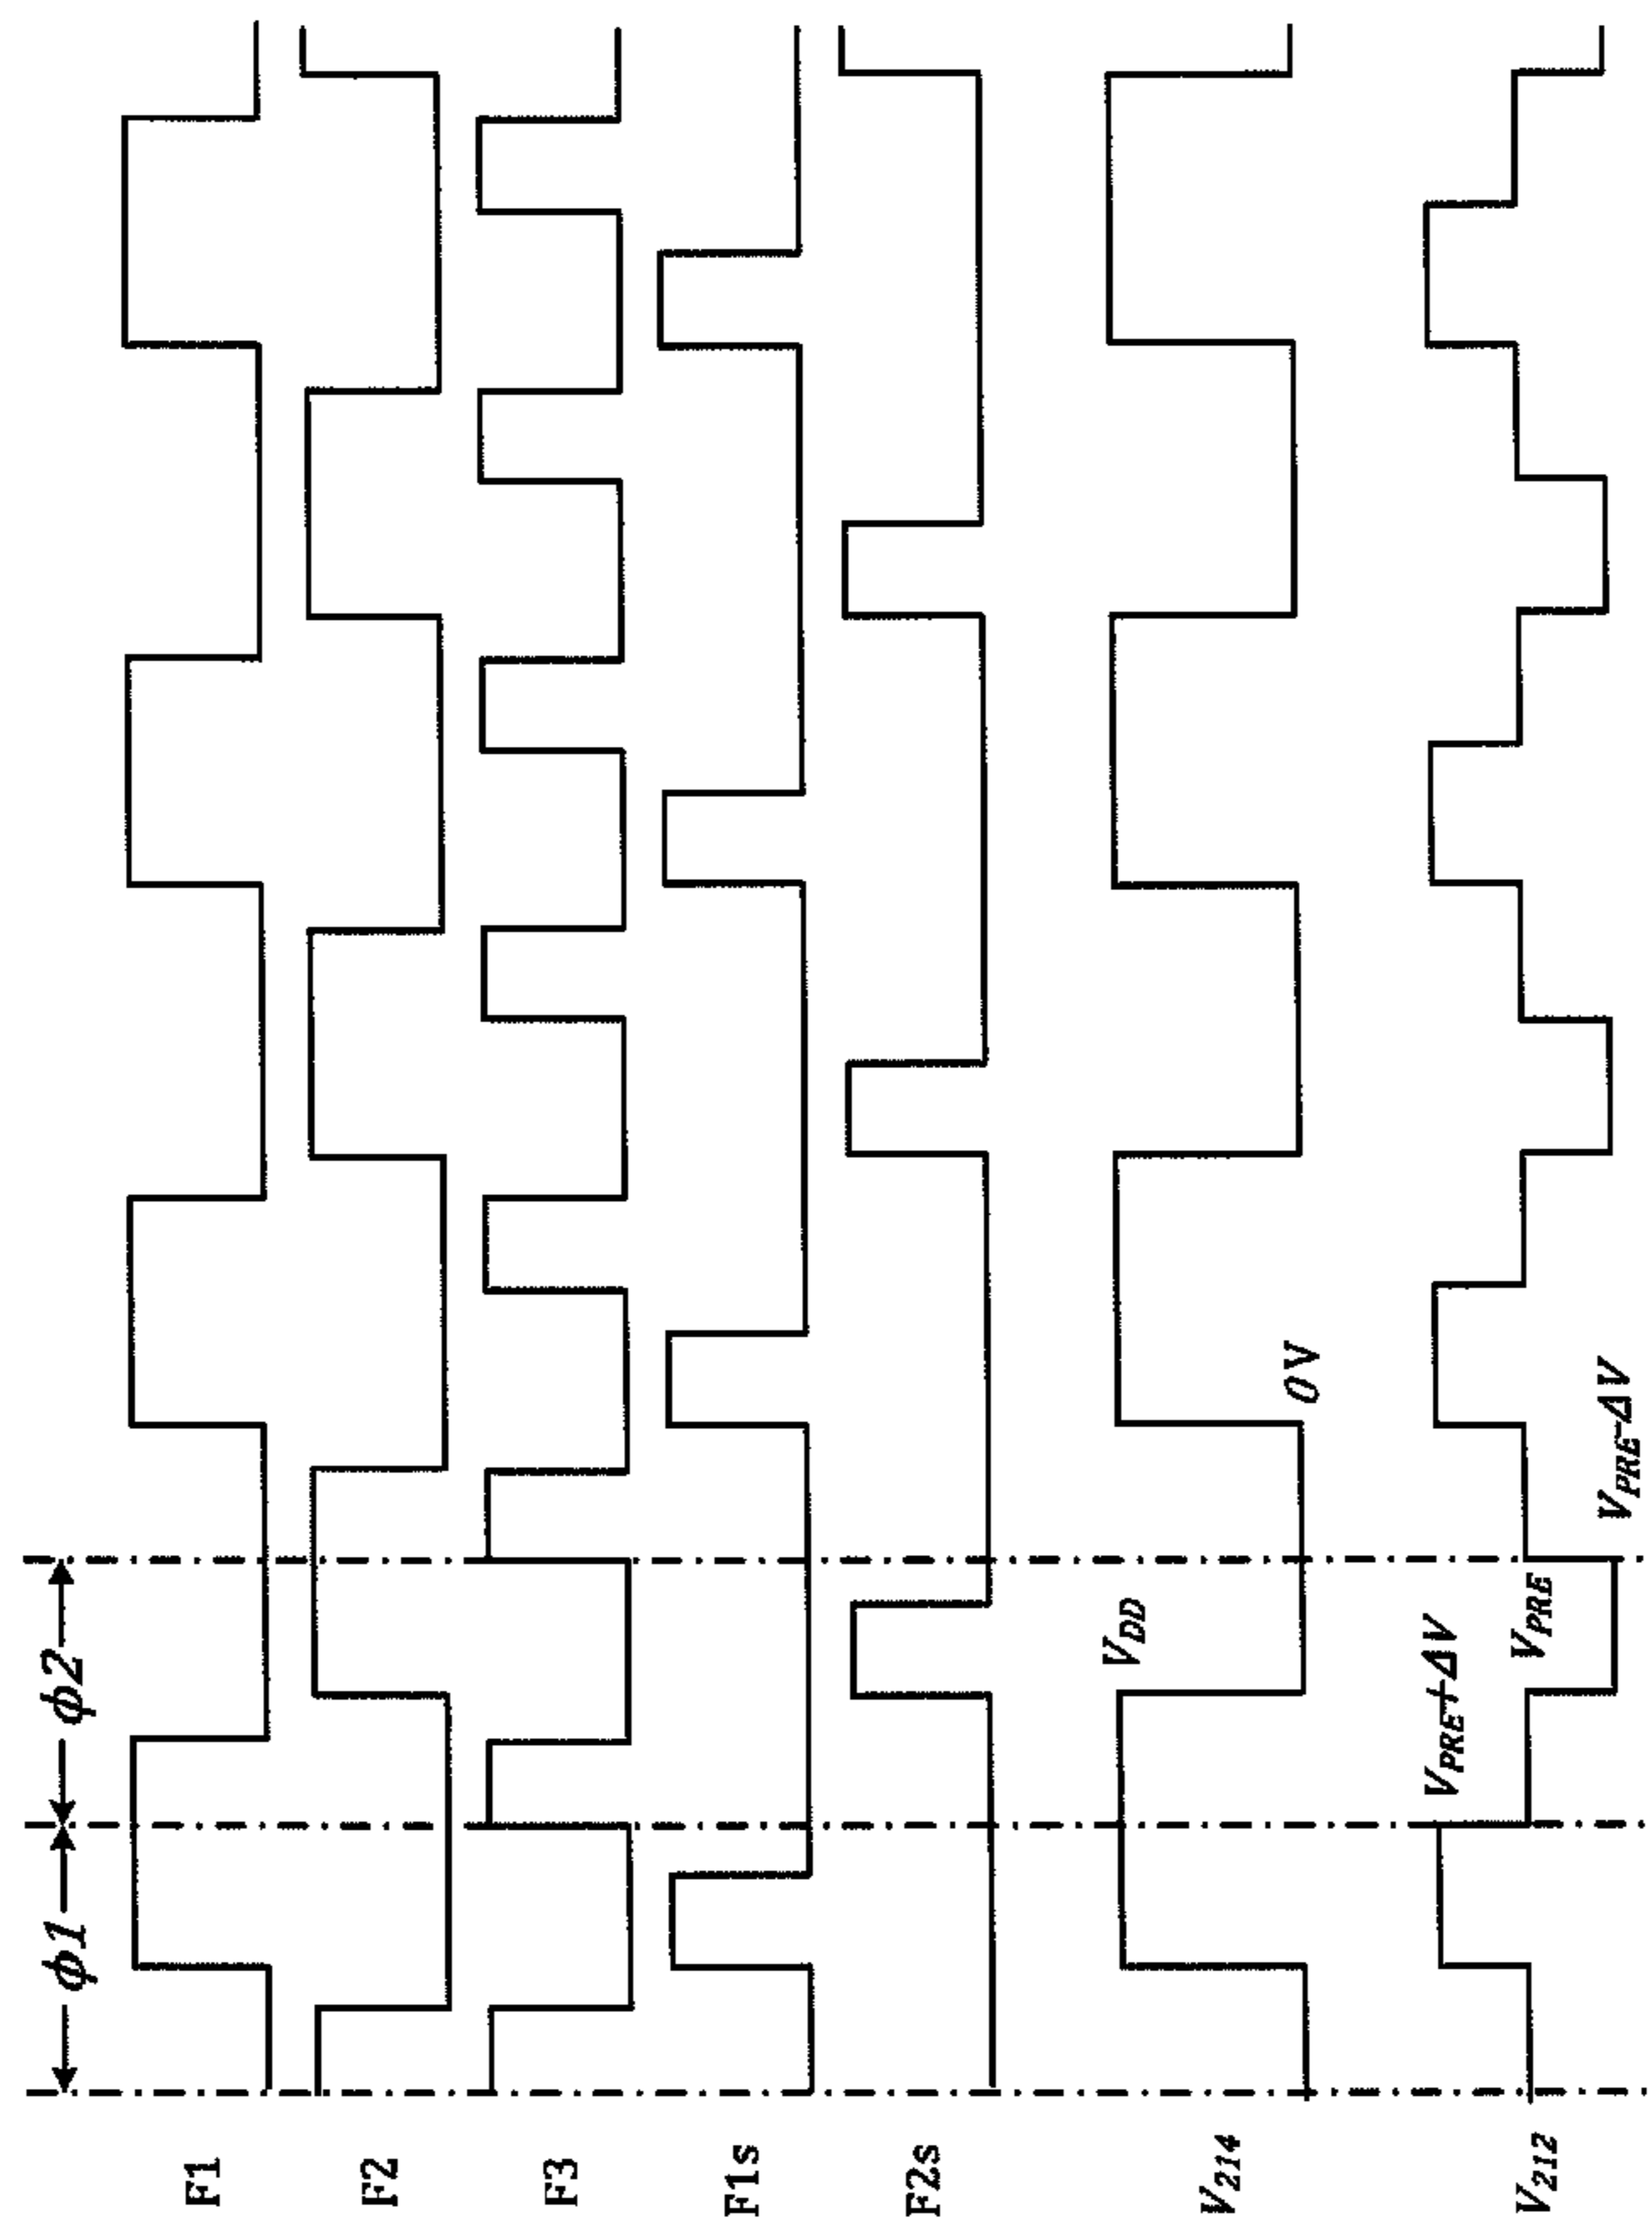 ϕ1
ϕ2
F1
F2
F3
F1s
F2s
V214
VDD
0V
V212
VPRE+ΔV
VPRE
VPRE-ΔV